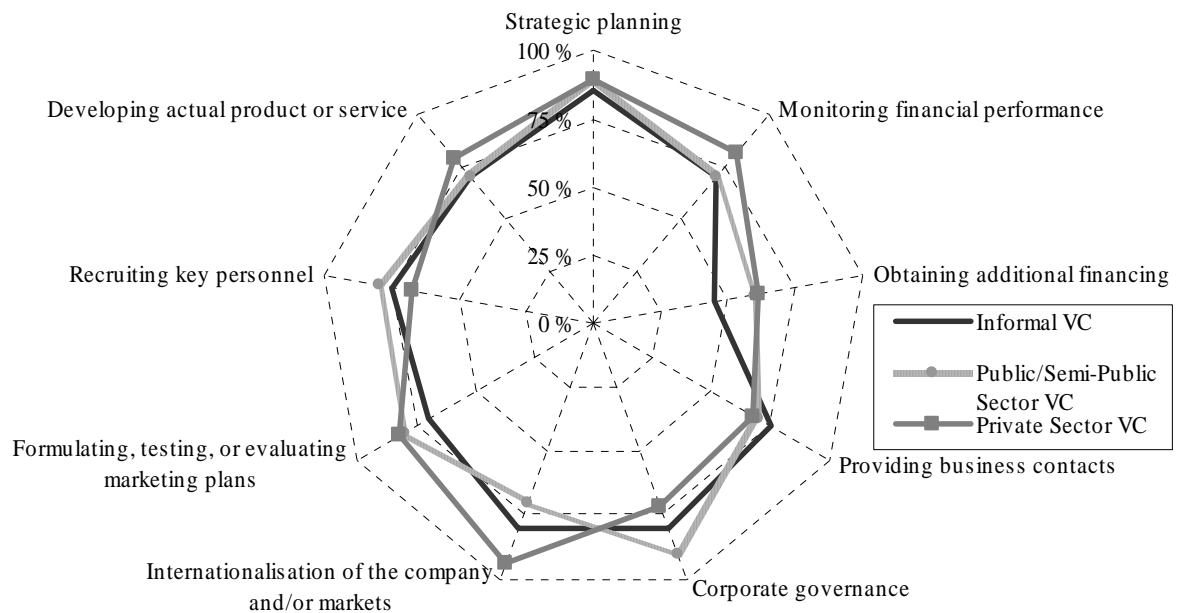 Strategic planning
100 %
Developing actual product or service
Monitoring financial performance
75 %
50 %
Recruiting key personnel
25 %
Obtaining additional financing
0 %
Informal VC
Public/Semi-Public
Sector VC
Private Sector VC
Formulating, testing, or evaluating
marketing plans
Providing business contacts
Internationalisation of the company
and/or markets
Corporate governance